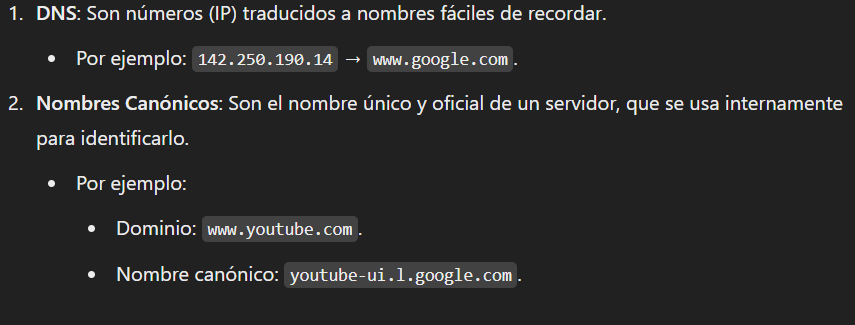 1. DNS: Son números (IP) traducidos a nombres fáciles de recordar.
• Por ejemplo: 142.250.190.14 → www.google.com.
2. Nombres Canónicos: Son el nombre único y oficial de un servidor, que se usa internamente
para identificarlo.
• Por ejemplo:
• Dominio: www.youtube.com.
• Nombre canónico: youtube-ui.l.google.com.